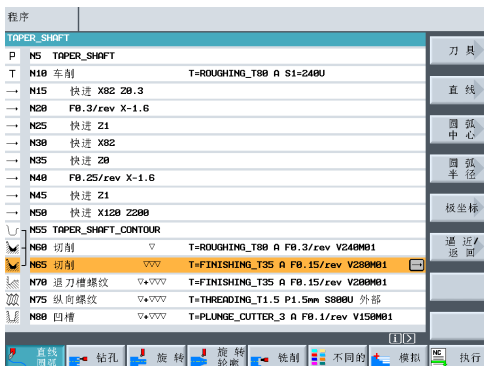 程序
TAPER_SHAFT
P N5 TAPER_SHAFT
T N10 车削 T=ROUGHING_T80 A S1=240U
→ N15 快进 X82 Z0.3
→ N20 F0.3/rev X-1.6
→ N25 快进 Z1
→ N30 快进 X82
→ N35 快进 Z0
→ N40 F0.25/rev X-1.6
→ N45 快进 Z1
→ N50 快进 X120 Z200
N55 TAPER_SHAFT_CONTOUR
N60 切削 ▽ T=ROUGHING_T80 A F0.3/rev V240M01
N65 切削 ▽▽▽ T=FINISHING_T35 A F0.15/rev V280M01
N70 退刀槽螺纹 ▽+▽▽▽ T=FINISHING_T35 A F0.15/rev V200M01
N75 纵向螺纹 ▽+▽▽▽ T=THREADING_T1.5 P1.5mm S800U 外部
N80 凹槽 ▽+▽▽▽ T=PLUNGE_CUTTER_3 A F0.1/rev V150M01
刀具
直线
圆弧
中心
圆弧
半径
极坐标
逼近/
返回
直线
圆弧
钻孔
旋转
旋转
轮廓
铣削
不同的
模拟
NC
执行